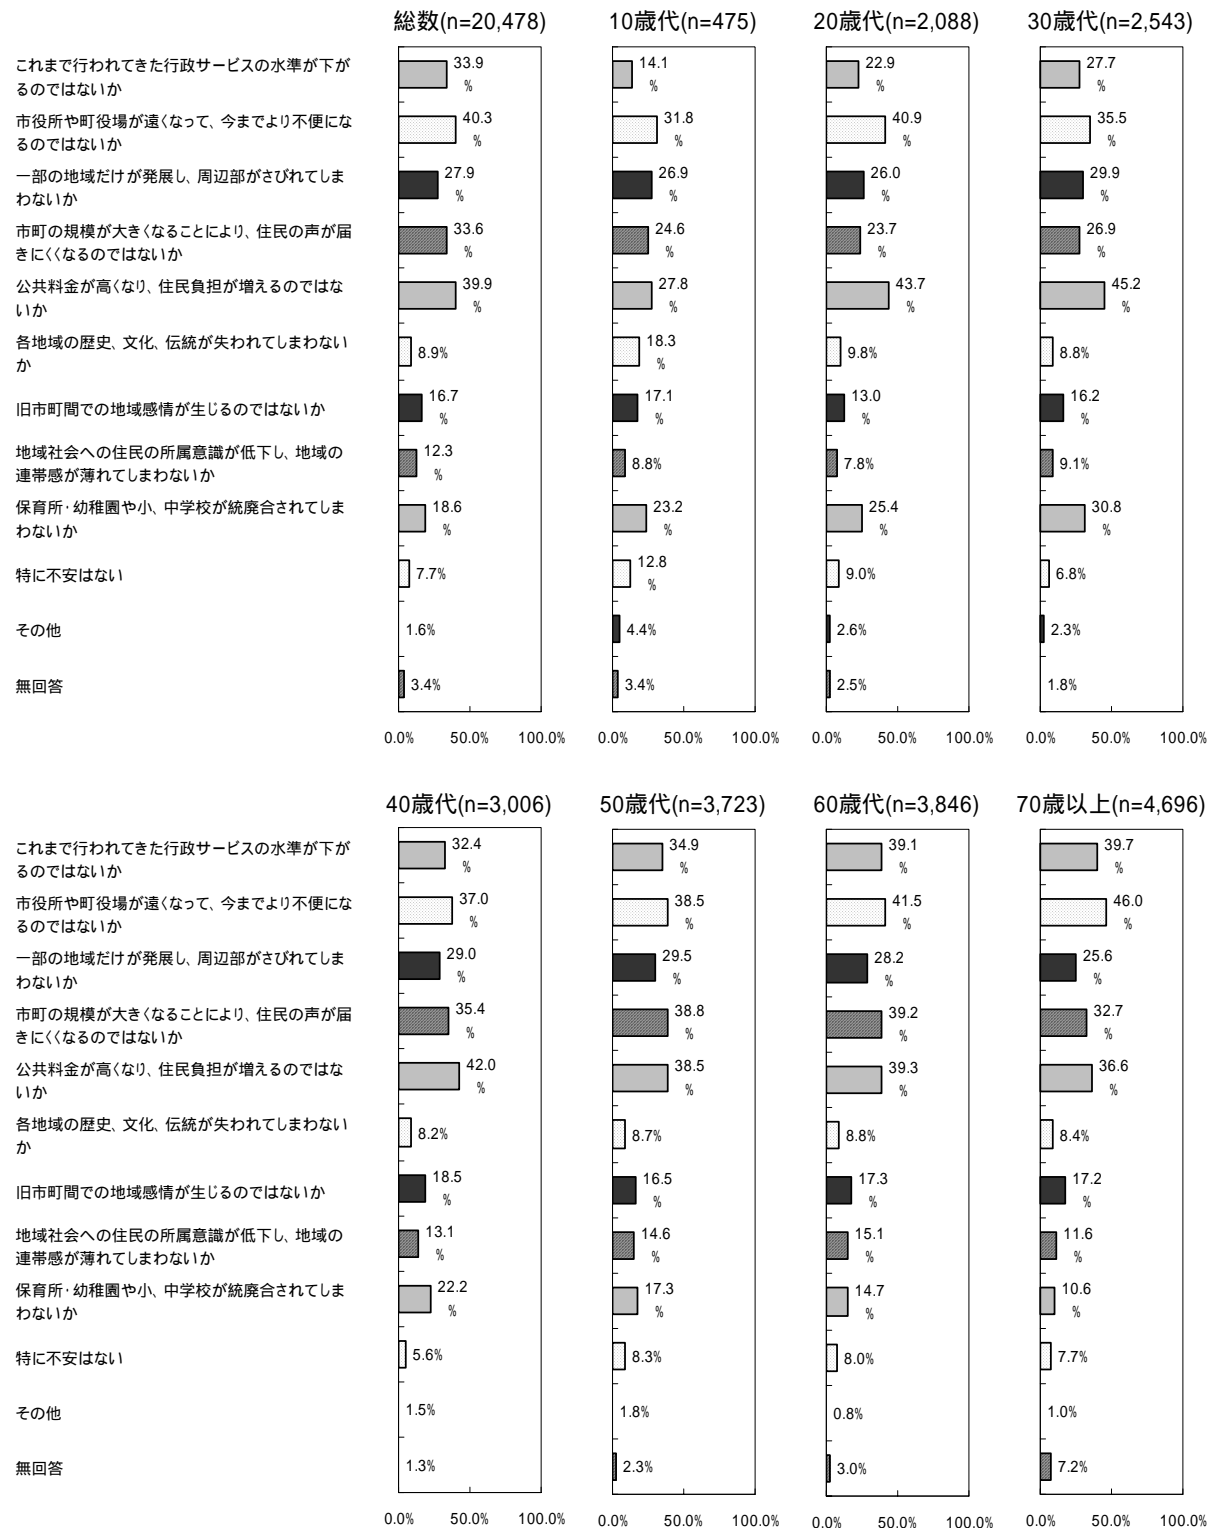 総数(n=20,478) 10歳代(n=475) 20歳代(n=2,088) 30歳代(n=2,543)
これまで行われてきた行政サービスの水準が下が
るのではないか
33.9% 14.1% 22.9% 27.7%
市役所や町役場が遠くなって、今までより不便にな
るのではないか
40.3% 31.8% 40.9% 35.5%
一部の地域だけが発展し、周辺部がさびれてしま
わないか
27.9% 26.9% 26.0% 29.9%
市町の規模が大きくなることにより、住民の声が届
きにくくなるのではないか
33.6% 24.6% 23.7% 26.9%
公共料金が高くなり、住民負担が増えるのではな
いか
39.9% 27.8% 43.7% 45.2%
各地域の歴史、文化、伝統が失われてしまわない
か
8.9% 18.3% 9.8% 8.8%
旧市町間での地域感情が生じるのではないか
16.7% 17.1% 13.0% 16.2%
地域社会への住民の所属意識が低下し、地域の
連帯感が薄れてしまわないか
12.3% 8.8% 7.8% 9.1%
保育所・幼稚園や小、中学校が統廃合されてしま
わないか
18.6% 23.2% 25.4% 30.8%
特に不安はない
7.7% 12.8% 9.0% 6.8%
その他
1.6% 4.4% 2.6% 2.3%
無回答
3.4% 3.4% 2.5% 1.8%
0.0% 50.0% 100.0% 0.0% 50.0% 100.0% 0.0% 50.0% 100.0% 0.0% 50.0% 100.0%
40歳代(n=3,006) 50歳代(n=3,723) 60歳代(n=3,846) 70歳以上(n=4,696)
これまで行われてきた行政サービスの水準が下が
るのではないか
32.4% 34.9% 39.1% 39.7%
市役所や町役場が遠くなって、今までより不便にな
るのではないか
37.0% 38.5% 41.5% 46.0%
一部の地域だけが発展し、周辺部がさびれてしま
わないか
29.0% 29.5% 28.2% 25.6%
市町の規模が大きくなることにより、住民の声が届
きにくくなるのではないか
35.4% 38.8% 39.2% 32.7%
公共料金が高くなり、住民負担が増えるのではな
いか
42.0% 38.5% 39.3% 36.6%
各地域の歴史、文化、伝統が失われてしまわない
か
8.2% 8.7% 8.8% 8.4%
旧市町間での地域感情が生じるのではないか
18.5% 16.5% 17.3% 17.2%
地域社会への住民の所属意識が低下し、地域の
連帯感が薄れてしまわないか
13.1% 14.6% 15.1% 11.6%
保育所・幼稚園や小、中学校が統廃合されてしま
わないか
22.2% 17.3% 14.7% 10.6%
特に不安はない
5.6% 8.3% 8.0% 7.7%
その他
1.5% 1.8% 0.8% 1.0%
無回答
1.3% 2.3% 3.0% 7.2%
0.0% 50.0% 100.0% 0.0% 50.0% 100.0% 0.0% 50.0% 100.0% 0.0% 50.0% 100.0%